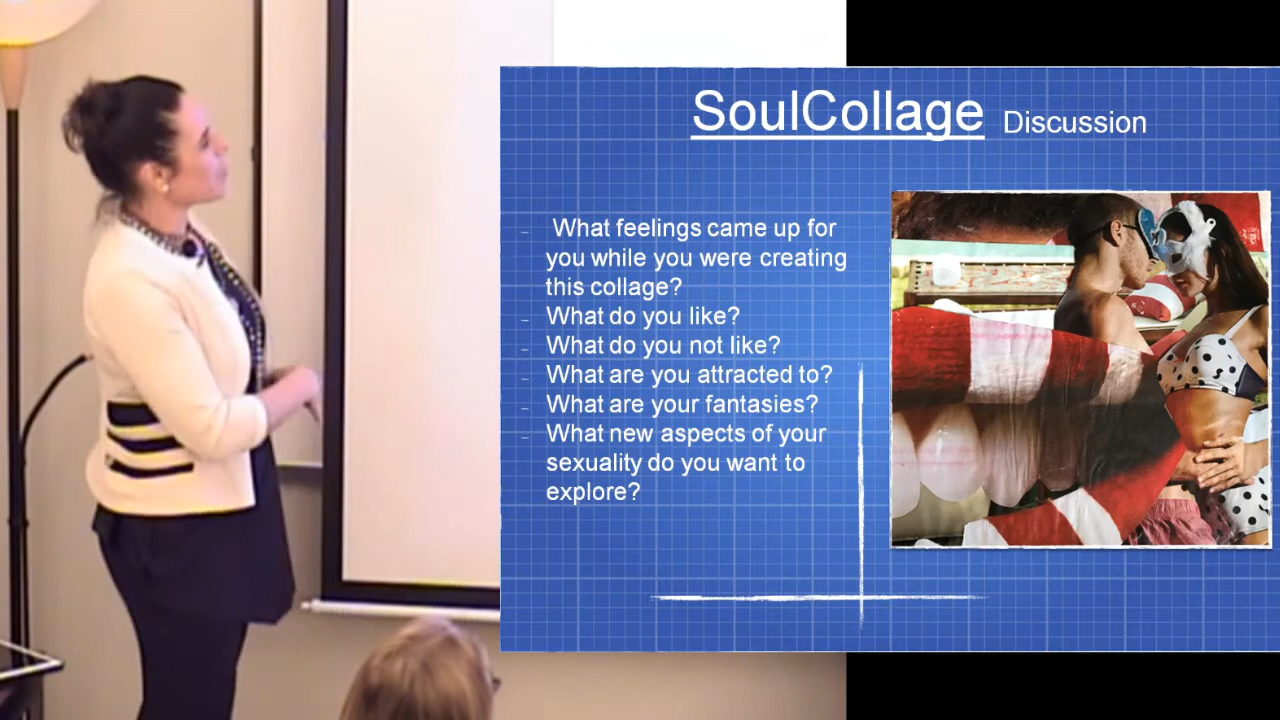 SoulCollage Discussion
– What feelings came up for
you while you were creating
this collage?
– What do you like?
– What do you not like?
– What are you attracted to?
– What are your fantasies?
– What new aspects of your
sexuality do you want to
explore?